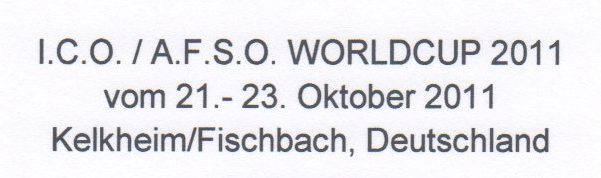 I.C.O. / A.F.S.O. WORLDCUP 2011
vom 21.- 23. Oktober 2011
Kelkheim/Fischbach, Deutschland